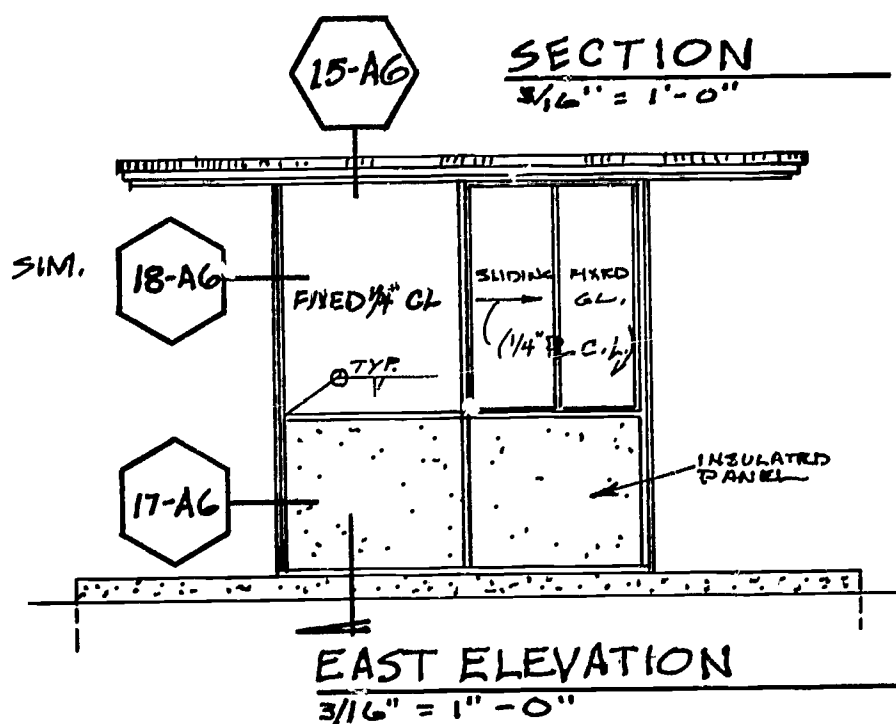 15-A6
SECTION
3/16" = 1'-0"
SIM.
18-A6
FIXED 1/4" CL
SLIDING
FIXED
GL.
(1/4" P. C.L.)
TYP.
17-A6
INSULATED
PANEL
EAST ELEVATION
3/16" = 1"-0"